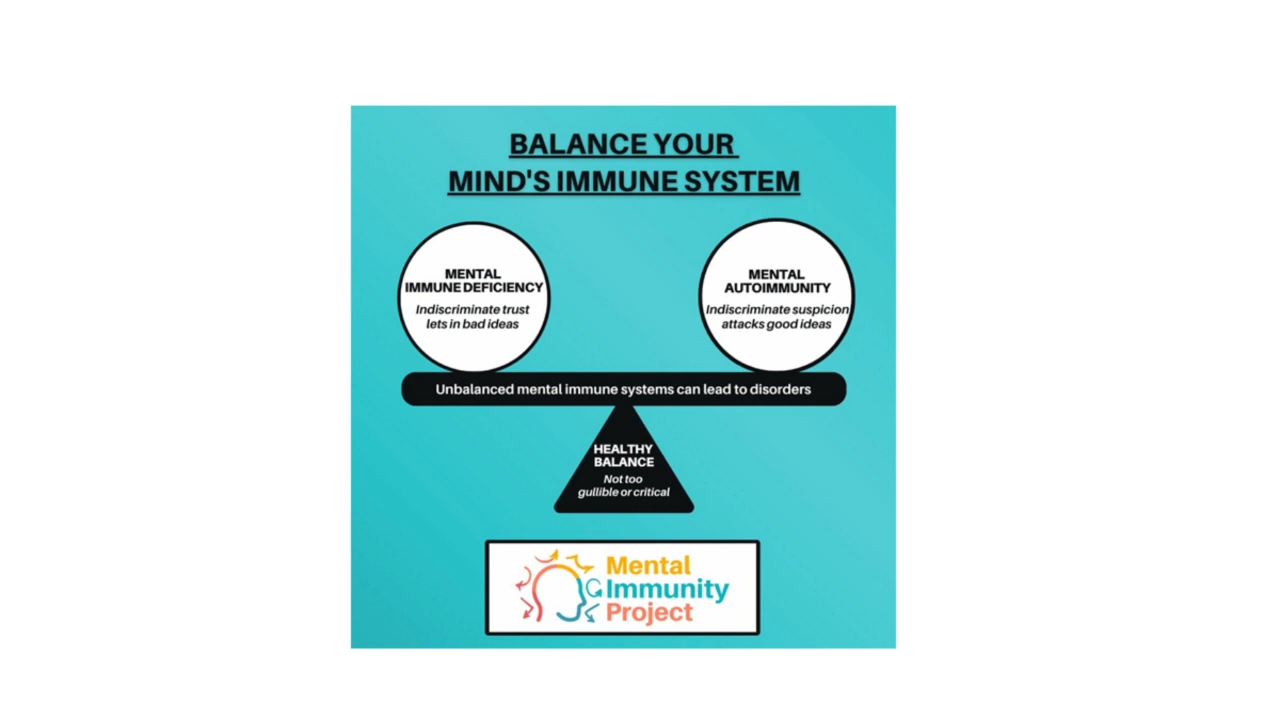 BALANCE YOUR
MIND'S IMMUNE SYSTEM
MENTAL
IMMUNE DEFICIENCY
Indiscriminate trust
lets in bad ideas
MENTAL
AUTOIMMUNITY
Indiscriminate suspicion
attacks good ideas
Unbalanced mental immune systems can lead to disorders
HEALTHY
BALANCE
Not too
gullible or critical
Mental
Immunity
Project